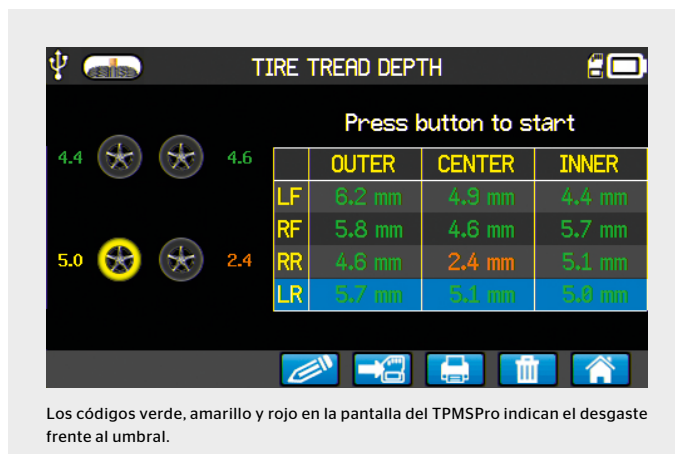 TIRE TREAD DEPTH
Press button to start
4.4 4.6
OUTER CENTER INNER
LF 6.2 mm 4.9 mm 4.4 mm
RF 5.8 mm 4.6 mm 5.7 mm
5.0 2.4
RR 4.6 mm 2.4 mm 5.1 mm
LR 5.7 mm 5.1 mm 5.0 mm
Los códigos verde, amarillo y rojo en la pantalla del TPMSPro indican el desgaste
frente al umbral.